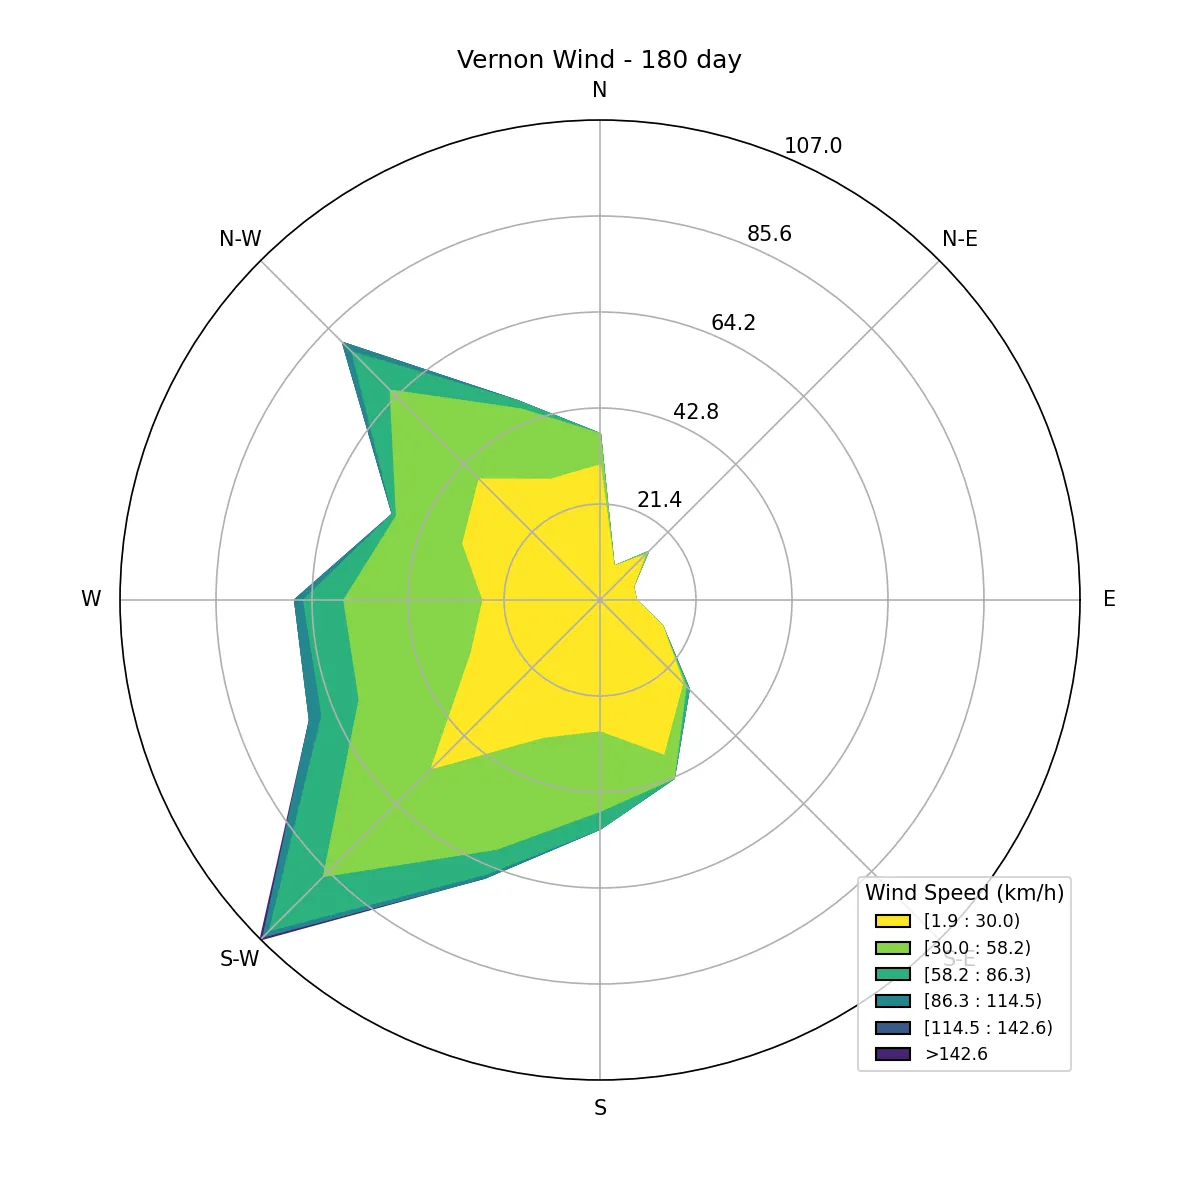 Vernon Wind - 180 day
N
107.0
N-W
N-E
85.6
64.2
42.8
21.4
W
E
S-W
S-E
S
Wind Speed (km/h)
[1.9 : 30.0)
[30.0 : 58.2)
[58.2 : 86.3)
[86.3 : 114.5)
[114.5 : 142.6)
>142.6